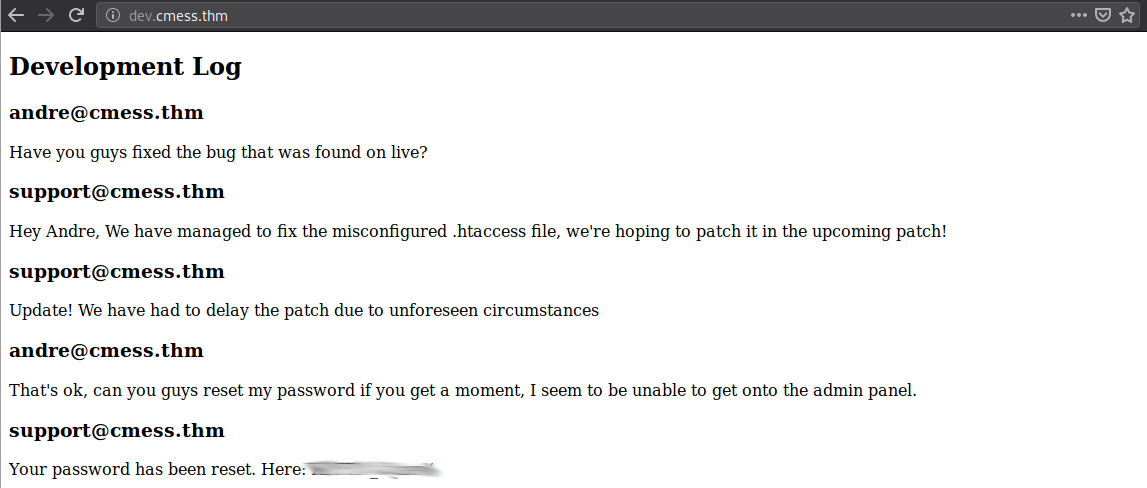 dev.cmess.thm
Development Log
andre@cmess.thm
Have you guys fixed the bug that was found on live?
support@cmess.thm
Hey Andre, We have managed to fix the misconfigured .htaccess file, we're hoping to patch it in the upcoming patch!
support@cmess.thm
Update! We have had to delay the patch due to unforeseen circumstances
andre@cmess.thm
That's ok, can you guys reset my password if you get a moment, I seem to be unable to get onto the admin panel.
support@cmess.thm
Your password has been reset. Here: